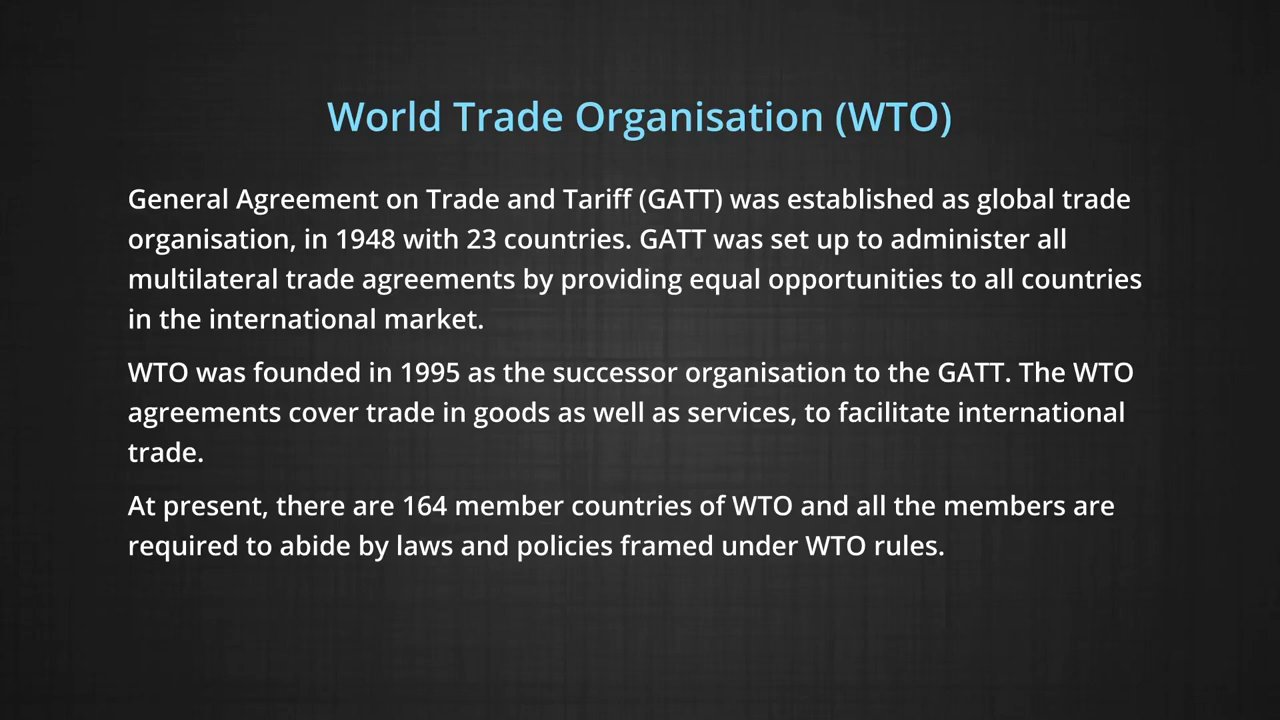 World Trade Organisation (WTO)
General Agreement on Trade and Tariff (GATT) was established as global trade
organisation, in 1948 with 23 countries. GATT was set up to administer all
multilateral trade agreements by providing equal opportunities to all countries
in the international market.
WTO was founded in 1995 as the successor organisation to the GATT. The WTO
agreements cover trade in goods as well as services, to facilitate international
trade.
At present, there are 164 member countries of WTO and all the members are
required to abide by laws and policies framed under WTO rules.